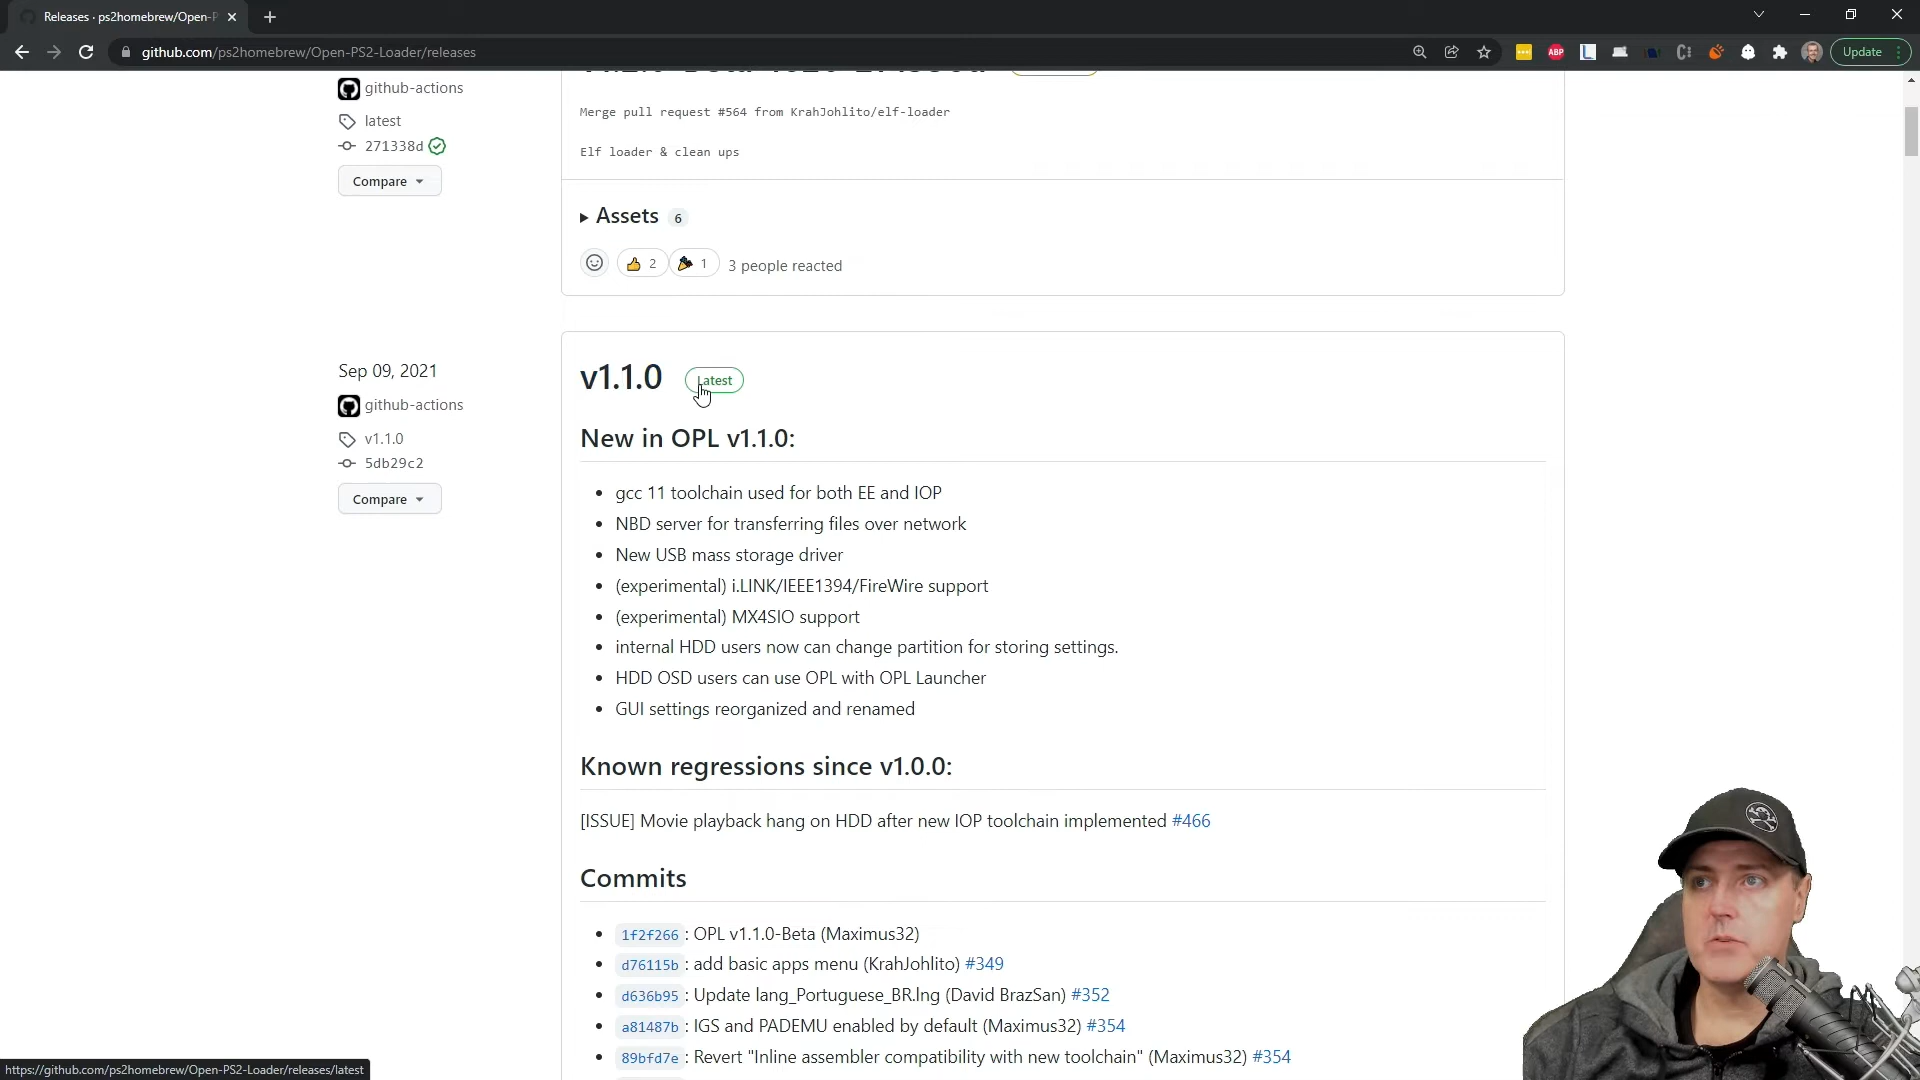 Releases · ps2homebrew/Open-P
github.com/ps2homebrew/Open-PS2-Loader/releases
ABP
Update
github-actions
latest
271338d
Compare
Merge pull request #564 from KrahJohlito/elf-loader
Elf loader & clean ups
Assets 6
2 1 3 people reacted
Sep 09, 2021
github-actions
v1.1.0
5db29c2
Compare
v1.1.0 Latest
New in OPL v1.1.0:
gcc 11 toolchain used for both EE and IOP
NBD server for transferring files over network
New USB mass storage driver
(experimental) i.LINK/IEEE1394/FireWire support
(experimental) MX4SIO support
internal HDD users now can change partition for storing settings.
HDD OSD users can use OPL with OPL Launcher
GUI settings reorganized and renamed
Known regressions since v1.0.0:
[ISSUE] Movie playback hang on HDD after new IOP toolchain implemented #466
Commits
1f2f266: OPL v1.1.0-Beta (Maximus32)
d76115b: add basic apps menu (KrahJohlito) #349
d636b95: Update lang_Portuguese_BR.lng (David BrazSan) #352
a81487b: IGS and PADEMU enabled by default (Maximus32) #354
89bfd7e: Revert "Inline assembler compatibility with new toolchain" (Maximus32) #354
https://github.com/ps2homebrew/Open-PS2-Loader/releases/latest